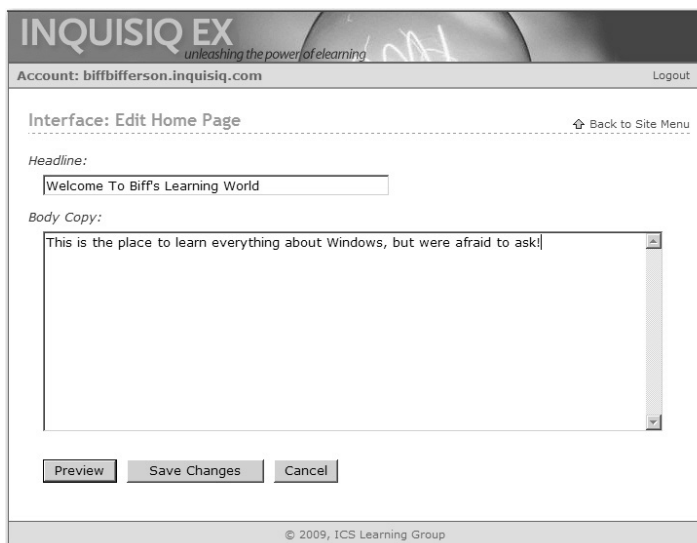 INQUISIQ EX
unleashing the power of elearning
Account: biffbifferson.inquisiq.com
Logout
Interface: Edit Home Page
Back to Site Menu
Headline:
Welcome To Biff's Learning World
Body Copy:
This is the place to learn everything about Windows, but were afraid to ask!
Preview
Save Changes
Cancel
© 2009, ICS Learning Group